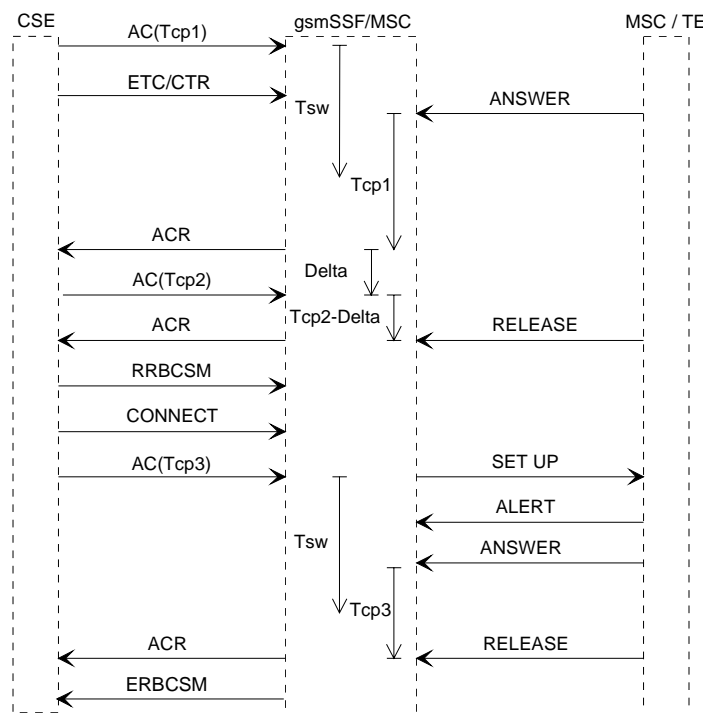 CSE gsmSSF/MSC MSC / TE
AC(Tcp1)
ETC/CTR
ANSWER
Tsw
Tcp1
ACR
Delta
AC(Tcp2)
Tcp2-Delta
ACR
RELEASE
RRBCSM
CONNECT
AC(Tcp3)
SET UP
ALERT
Tsw
ANSWER
Tcp3
ACR
RELEASE
ERBCSM